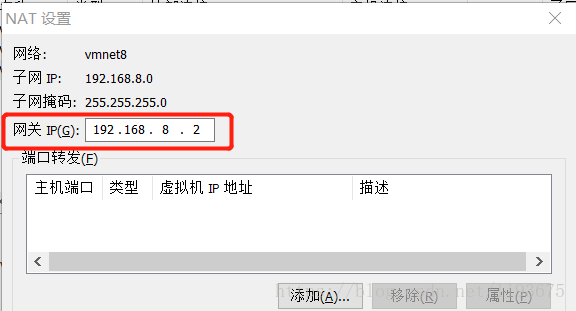 NAT 设置
网络: vmnet8
子网 IP: 192.168.8.0
子网掩码: 255.255.255.0
网关 IP(G): 192.168. 8 . 2
端口转发(F)
主机端口 类型 虚拟机 IP 地址 描述
添加(A)... 移除(R) 属性(P)